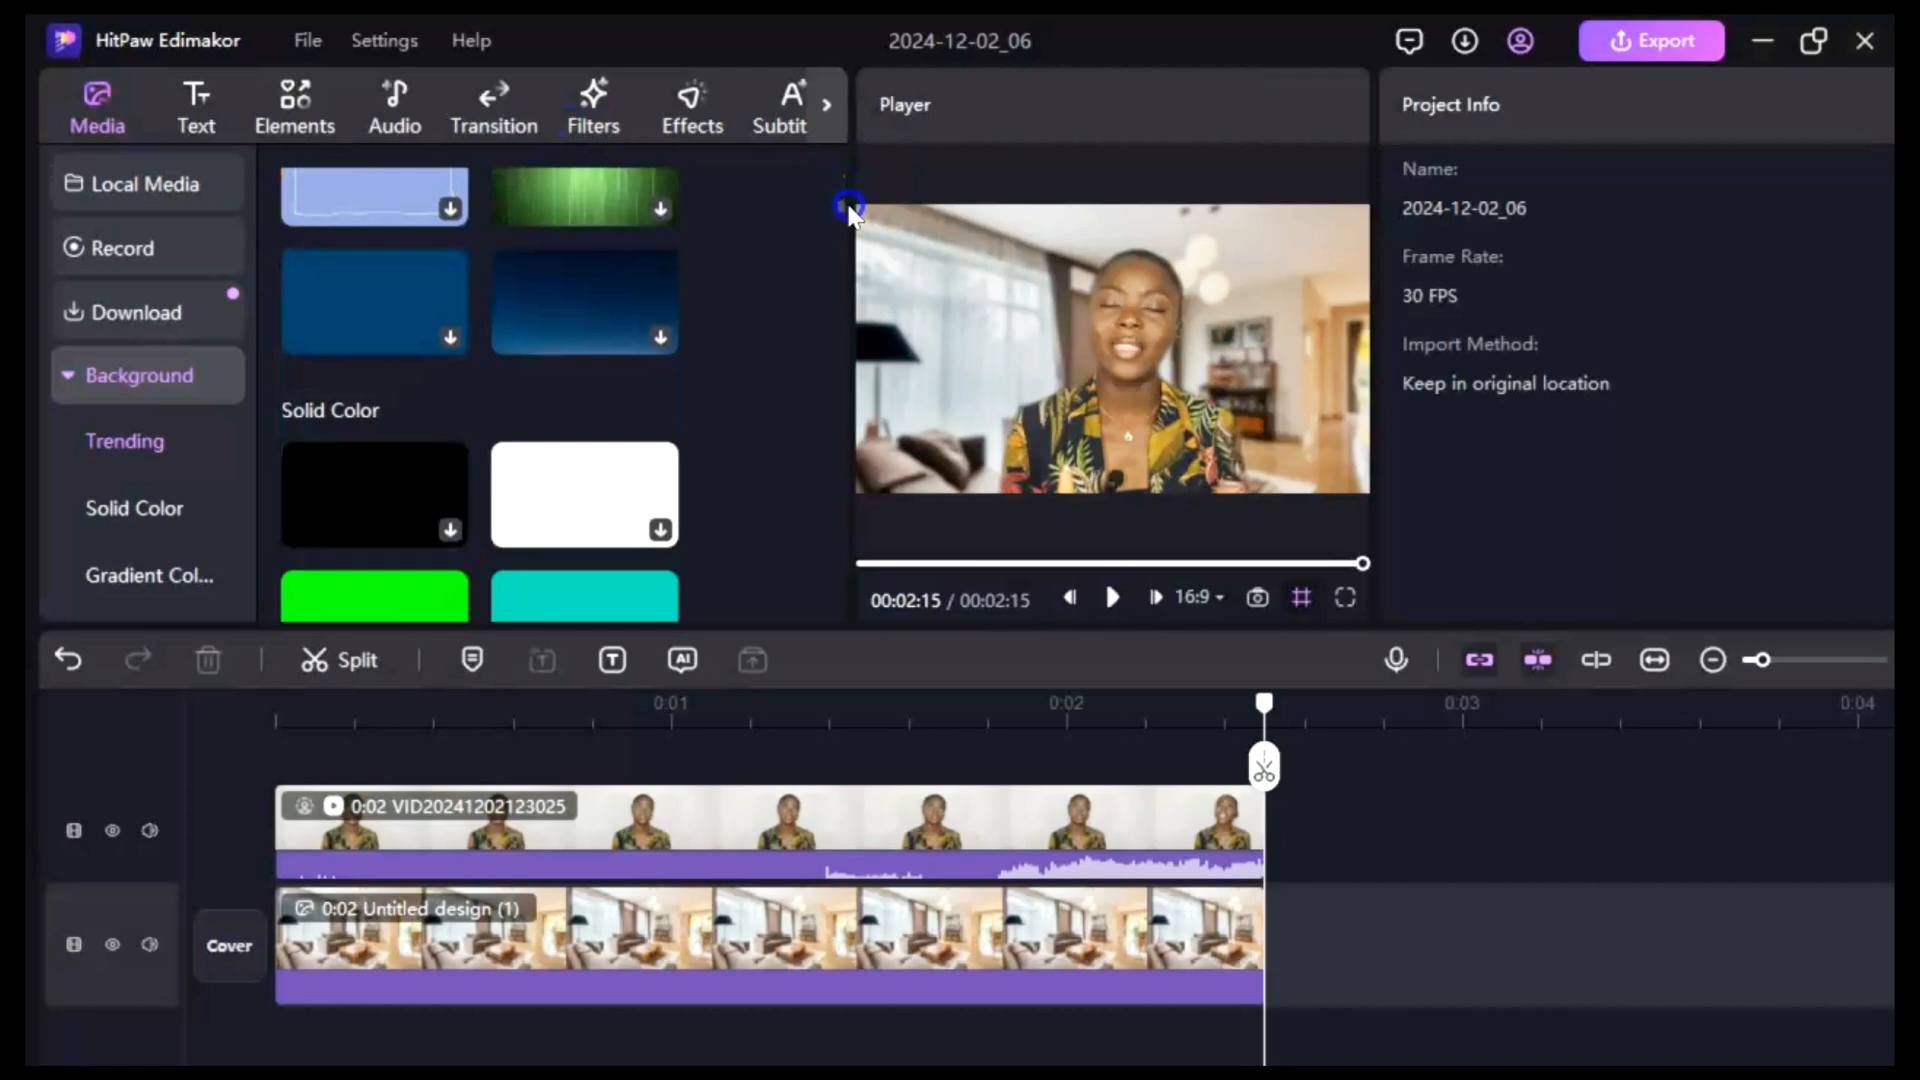 HitPaw Edimakor File Settings Help 2024-12-02_06 Export
Media Text Elements Audio Transition Filters Effects Subtit
Player
Project Info
Local Media
Record
Download
Background
Trending
Solid Color
Gradient Col...
Solid Color
00:02:15 / 00:02:15 16:9
Name:
2024-12-02_06
Frame Rate:
30 FPS
Import Method:
Keep in original location
Split
T
T
AI
0:01 0:02 0:03 0:04
0:02 VID20241202123025
0:02 Untitled design (1)
Cover